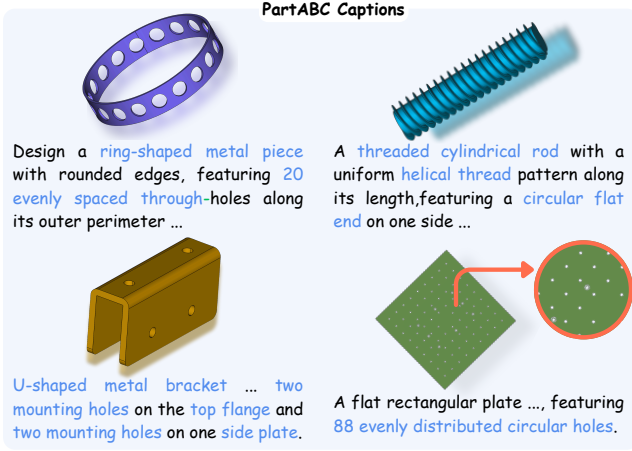 PartABC Captions
Design a ring-shaped metal piece
with rounded edges, featuring 20
evenly spaced through-holes along
its outer perimeter ...
A threaded cylindrical rod with a
uniform helical thread pattern along
its length,featuring a circular flat
end on one side ...
U-shaped metal bracket ... two
mounting holes on the top flange and
two mounting holes on one side plate.
A flat rectangular plate ..., featuring
88 evenly distributed circular holes.